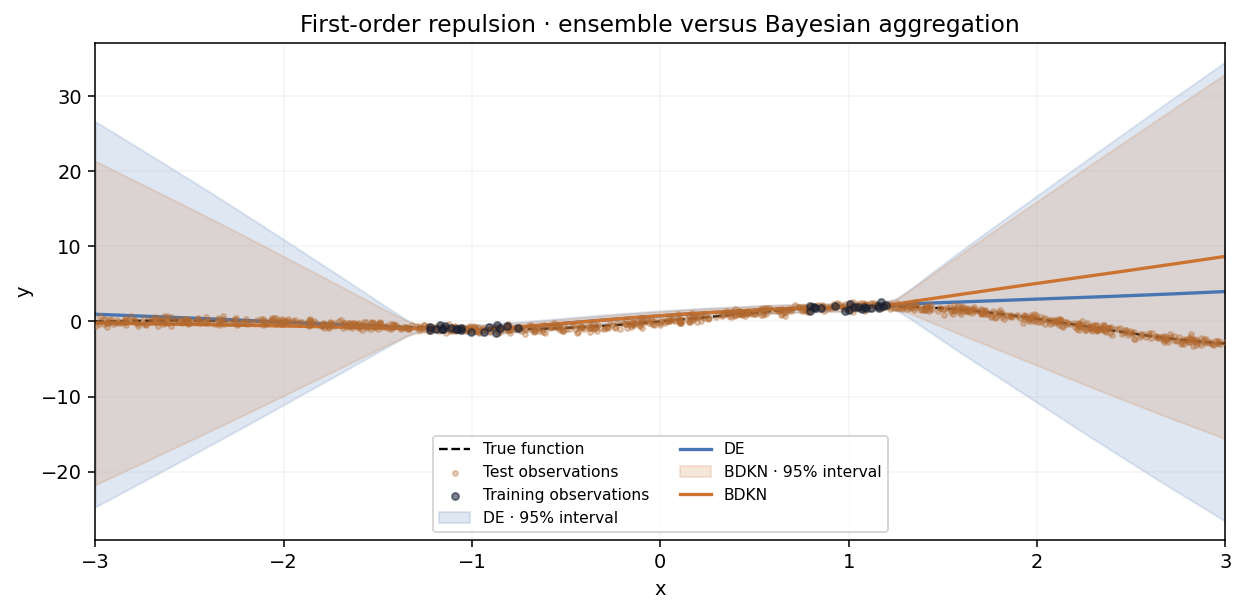 First-order repulsion · ensemble versus Bayesian aggregation
y
30
20
10
0
−10
−20
True function
Test observations
Training observations
DE · 95% interval
DE
BDKN · 95% interval
BDKN
−3
−2
−1
0
1
2
3
x